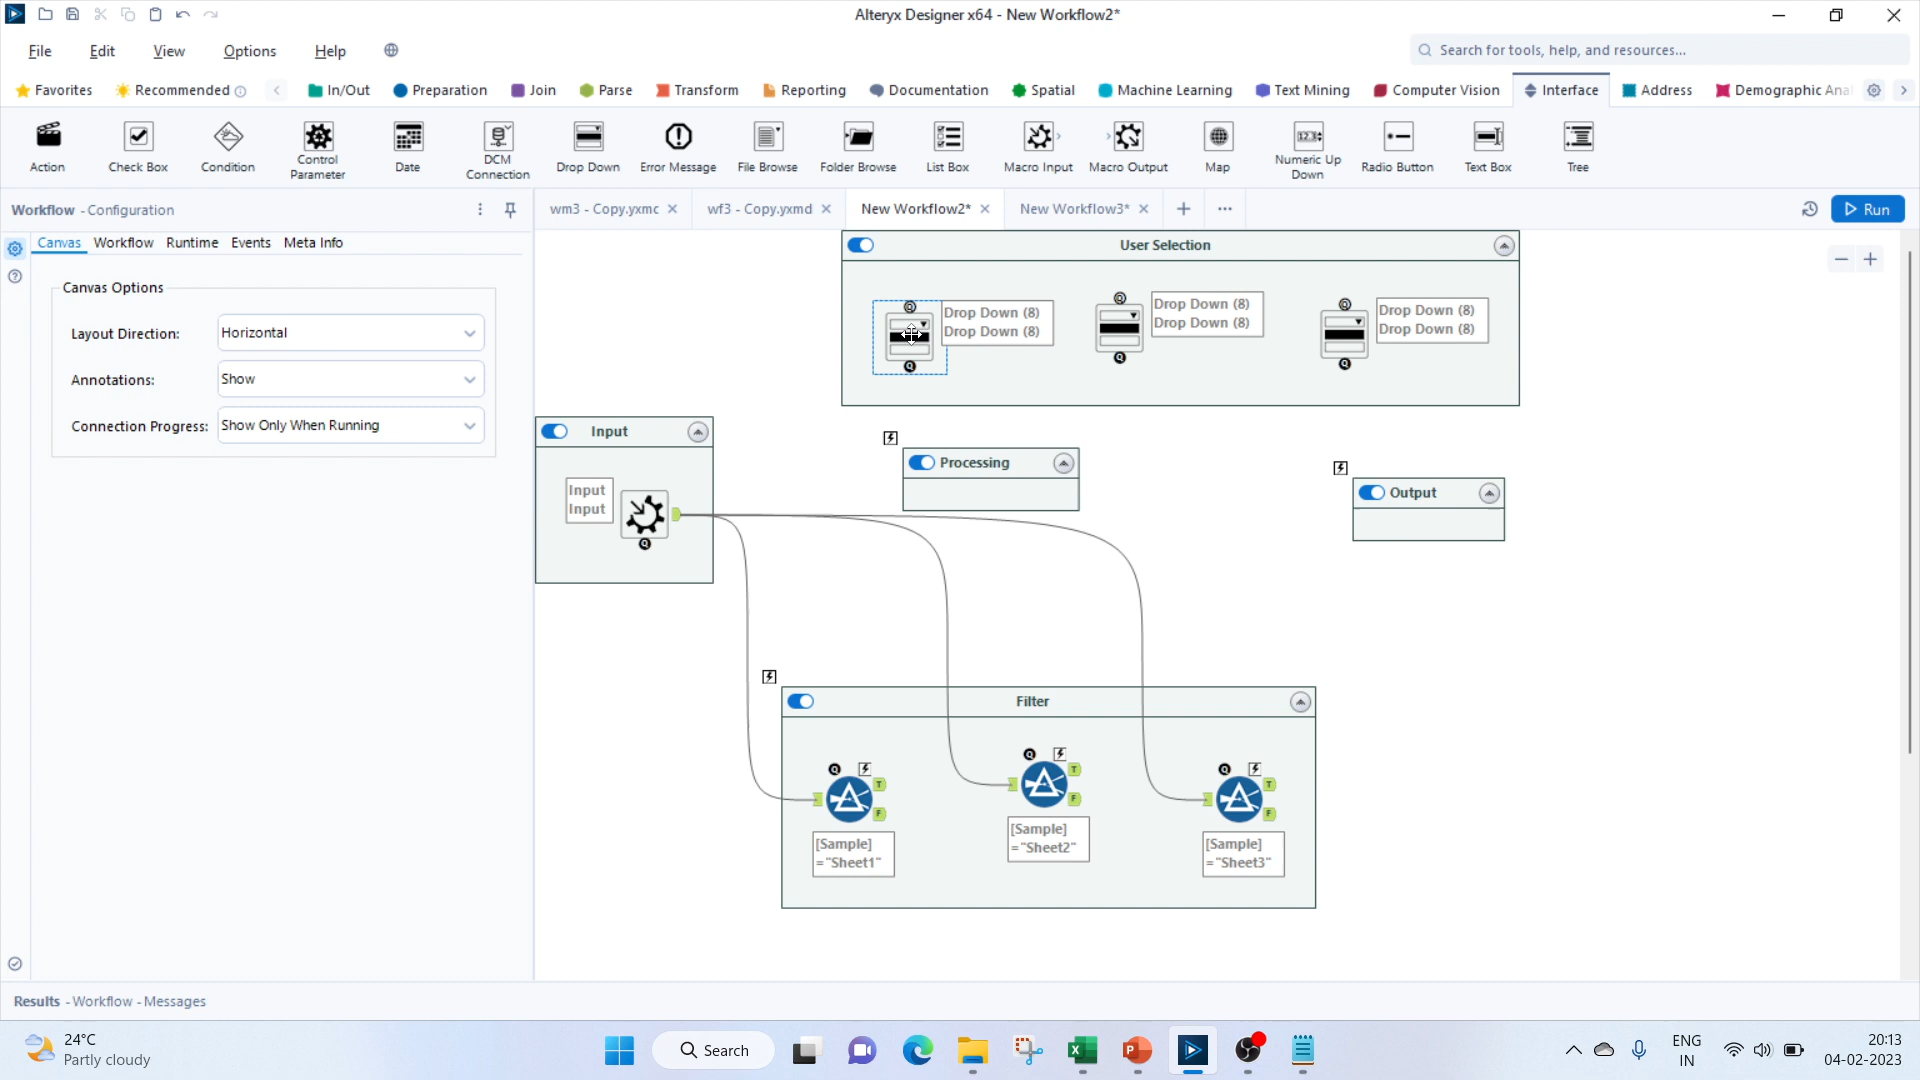 Alteryx Designer x64 - New Workflow2*
File Edit View Options Help
Search for tools, help, and resources...
Favorites Recommended In/Out Preparation Join Parse Transform Reporting Documentation Spatial Machine Learning Text Mining Computer Vision Interface Address Demographic Ana
Action Check Box Condition Control Parameter Date DCM Connection Drop Down Error Message File Browse Folder Browse List Box Macro Input Macro Output Map Numeric Up Down Radio Button Text Box Tree
Workflow - Configuration
wm3 - Copy.yxmc wf3 - Copy.yxmd New Workflow2* New Workflow3*
Run
Canvas Workflow Runtime Events Meta Info
Canvas Options
Layout Direction: Horizontal
Annotations: Show
Connection Progress: Show Only When Running
User Selection
Drop Down (8)
Drop Down (8)
Drop Down (8)
Drop Down (8)
Drop Down (8)
Drop Down (8)
Input
Input
Input
Processing
Output
Filter
T
F
[Sample]
="Sheet1"
T
F
[Sample]
="Sheet2"
T
F
[Sample]
="Sheet3"
Results - Workflow - Messages
24°C
Partly cloudy
Search
ENG
IN
20:13
04-02-2023